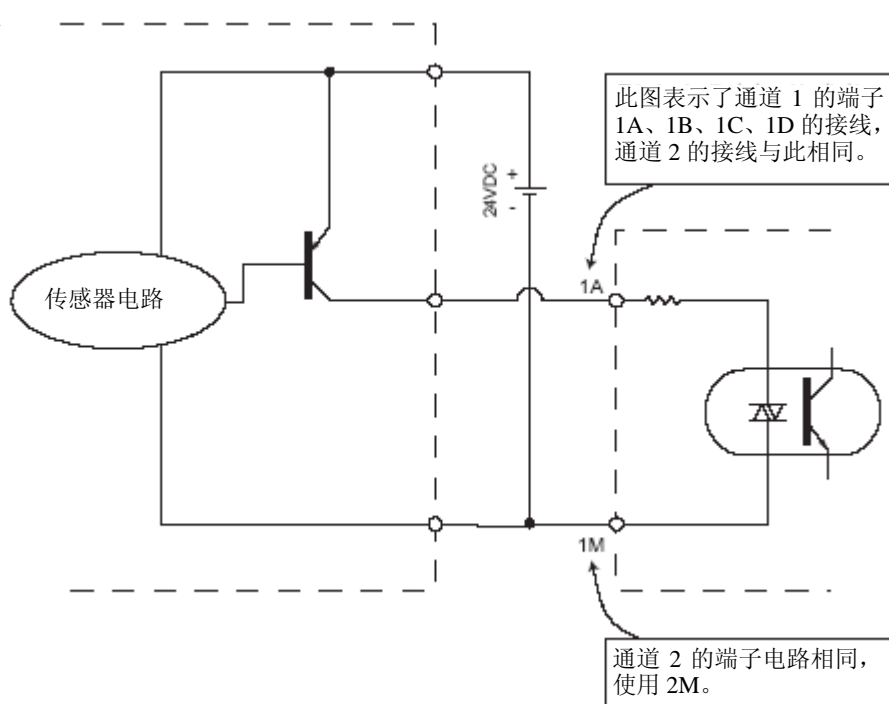 此图表示了通道 1 的端子
1A、1B、1C、1D 的接线，
通道 2 的接线与此相同。
24VDC
+
-
传感器电路
1A
1M
通道 2 的端子电路相同，
使用 2M。